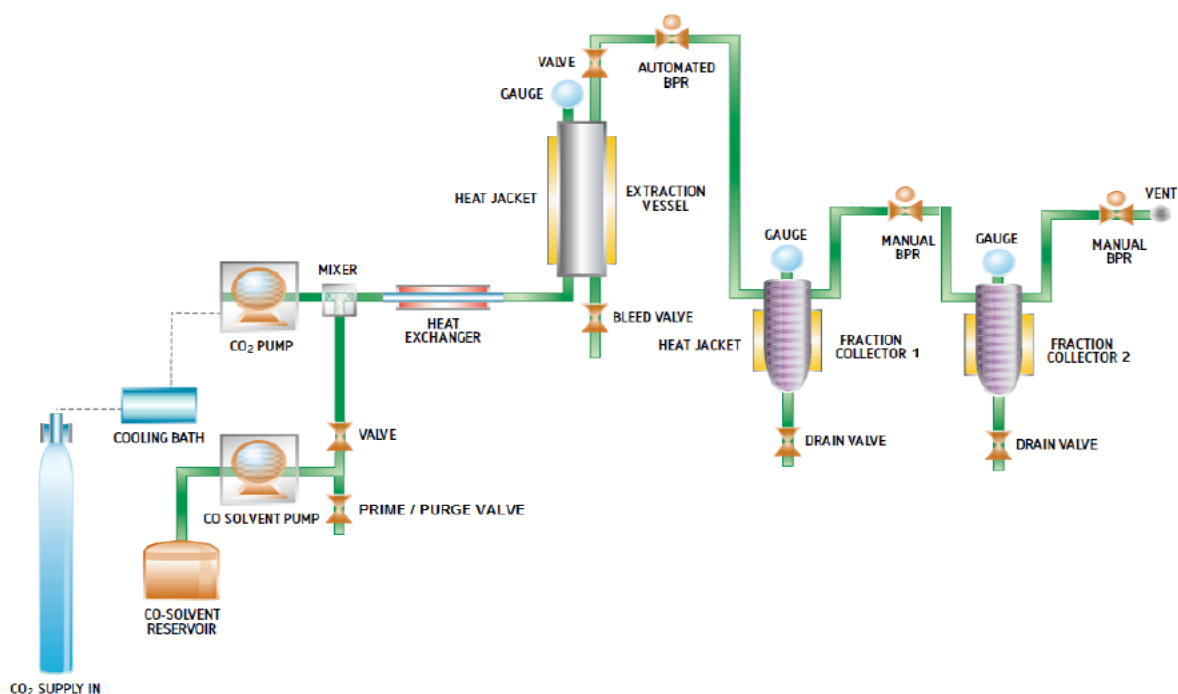 VALVE
AUTOMATED
BPR
GAUGE
HEAT JACKET
EXTRACTION
VESSEL
VENT
GAUGE
MANUAL
BPR
GAUGE
MANUAL
BPR
MIXER
CO2 PUMP
HEAT
EXCHANGER
BLEED VALVE
HEAT JACKET
FRACTION
COLLECTOR 1
FRACTION
COLLECTOR 2
COOLING BATH
VALVE
DRAIN VALVE
DRAIN VALVE
CO SOLVENT PUMP
PRIME / PURGE VALVE
CO-SOLVENT
RESERVOIR
CO2 SUPPLY IN